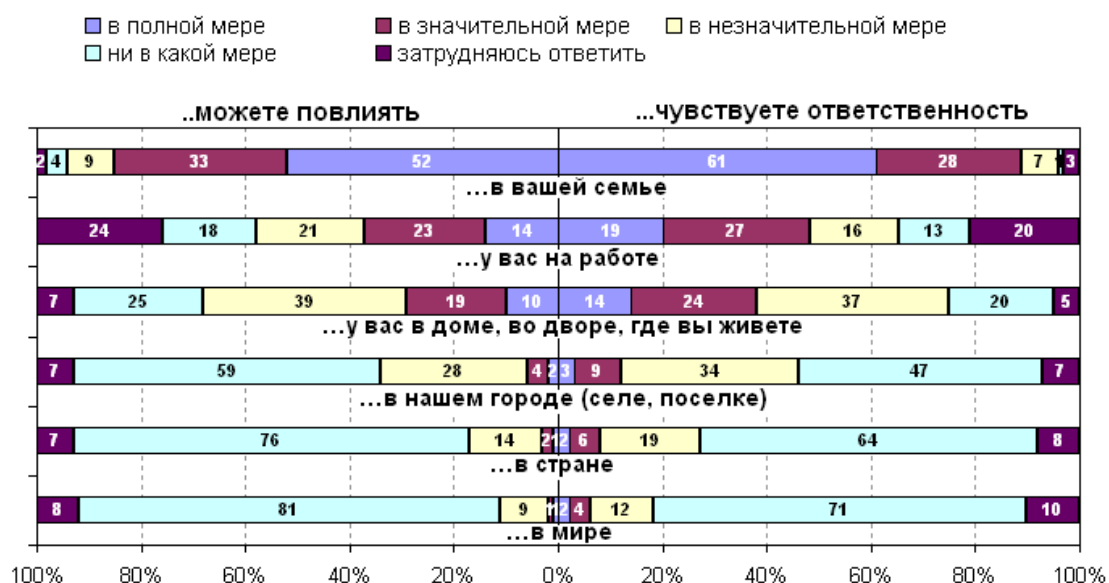 в полной мере в значительной мере в незначительной мере
ни в какой мере затрудняюсь ответить
..можете повлиять ...чувствуете ответственность
2 4 9 33 52 61 28 7 1 3
...в вашей семье
24 18 21 23 14 19 27 16 13 20
...у вас на работе
7 25 39 19 10 14 24 37 20 5
...у вас в доме, во дворе, где вы живете
7 59 28 4 2 3 9 34 47 7
...в нашем городе (селе, поселке)
7 76 14 2 1 2 6 19 64 8
...в стране
8 81 9 1 1 2 4 12 71 10
...в мире
100% 80% 60% 40% 20% 0% 20% 40% 60% 80% 100%